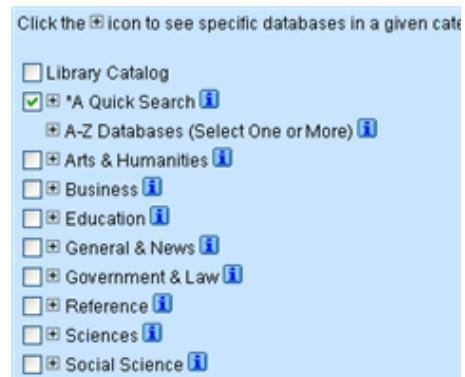 Click the + icon to see specific databases in a given cate
Library Catalog
*A Quick Search i
A-Z Databases (Select One or More) i
Arts & Humanities i
Business i
Education i
General & News i
Government & Law i
Reference i
Sciences i
Social Science i